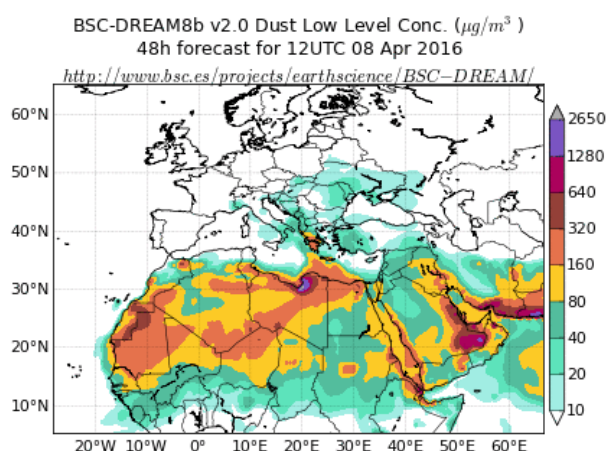 BSC-DREAM8b v2.0 Dust Low Level Conc. (μg/m³ )
48h forecast for 12UTC 08 Apr 2016
http://www.bsc.es/projects/earthscience/BSC−DREAM/
60°N
50°N
40°N
30°N
20°N
10°N
20°W 10°W 0° 10°E 20°E 30°E 40°E 50°E 60°E
2650
1280
640
320
160
80
40
20
10